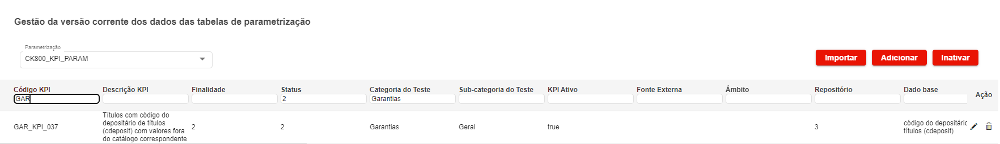 Gestão da versão corrente dos dados das tabelas de parametrização
Parametrização
CK800_KPI_PARAM
Importar
Adicionar
Inativar
Código KPI
Descrição KPI
Finalidade
Status
Categoria do Teste
Sub-categoria do Teste
KPI Ativo
Fonte Externa
Âmbito
Repositório
Dado base
Ação
GAR
2
Garantias
GAR_KPI_037
Títulos com código do
depositário de títulos
(cdeposit) com valores fora
do catálogo correspondente
2
2
Garantias
Geral
true
3
código do depositário
títulos (cdeposit)